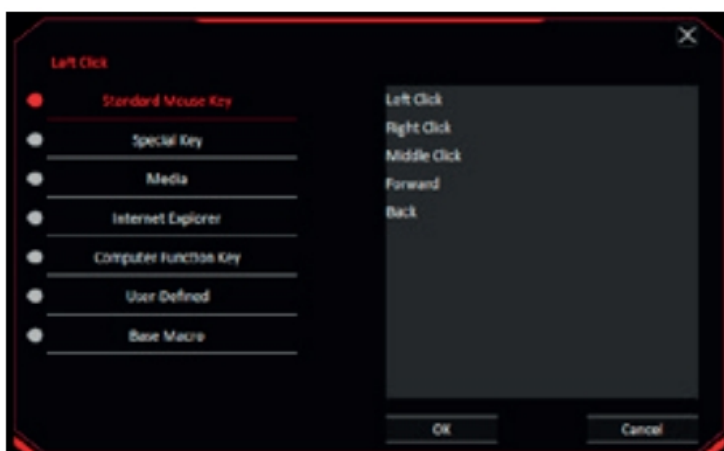 Left Click
Standard Mouse Key
Special Key
Media
Internet Explorer
Computer Function Key
User Defined
Base Macro
Left Click
Right Click
Middle Click
Forward
Back
OK
Cancel